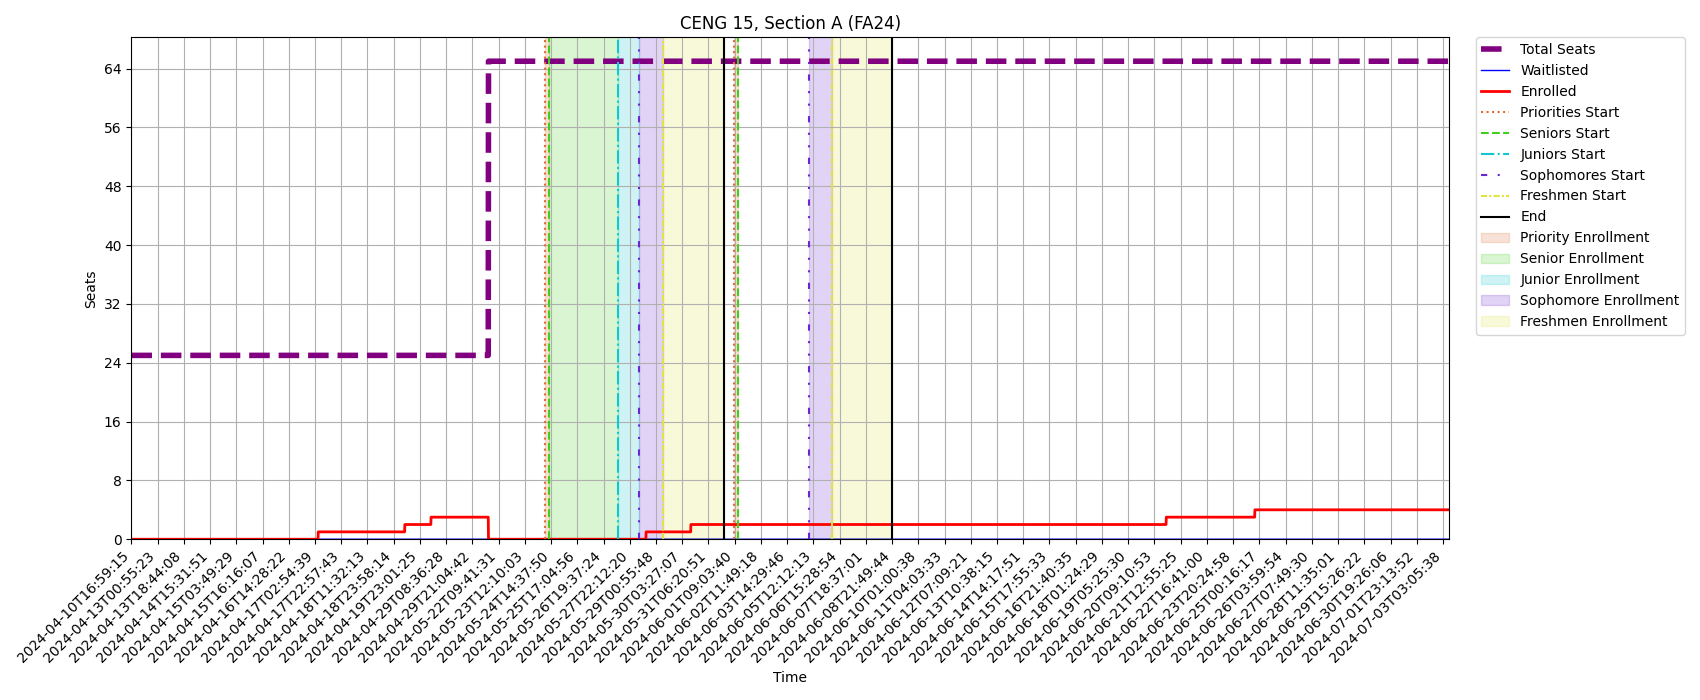 CENG 15, Section A (FA24)
Total Seats
Waitlisted
Enrolled
Priorities Start
Seniors Start
Juniors Start
Sophomores Start
Freshmen Start
End
Priority Enrollment
Senior Enrollment
Junior Enrollment
Sophomore Enrollment
Freshmen Enrollment
Seats
64
56
48
40
32
24
16
8
0
2024-04-10T16:59:15
2024-04-13T00:55:23
2024-04-13T18:44:08
2024-04-14T15:31:51
2024-04-15T03:49:29
2024-04-15T16:16:07
2024-04-16T14:28:22
2024-04-17T02:54:39
2024-04-17T22:57:43
2024-04-18T11:32:13
2024-04-18T23:58:14
2024-04-19T23:01:25
2024-04-29T08:36:28
2024-04-29T21:04:42
2024-05-22T09:41:31
2024-05-23T12:10:03
2024-05-24T14:37:50
2024-05-25T17:04:56
2024-05-26T19:37:24
2024-05-27T22:12:20
2024-05-29T00:55:48
2024-05-30T03:27:07
2024-05-31T06:20:51
2024-06-01T09:03:40
2024-06-02T11:49:18
2024-06-03T14:29:46
2024-06-05T12:12:13
2024-06-06T15:28:54
2024-06-07T18:37:01
2024-06-08T21:49:44
2024-06-10T01:00:38
2024-06-11T04:03:33
2024-06-12T07:09:21
2024-06-13T10:38:15
2024-06-14T14:17:51
2024-06-15T17:55:33
2024-06-16T21:40:35
2024-06-18T01:24:29
2024-06-19T05:25:30
2024-06-20T09:10:53
2024-06-21T12:55:25
2024-06-22T16:41:00
2024-06-23T20:24:58
2024-06-25T00:16:17
2024-06-26T03:59:54
2024-06-27T07:49:30
2024-06-28T11:35:01
2024-06-29T15:26:22
2024-06-30T19:26:06
2024-07-01T23:13:52
2024-07-03T03:05:38
Time